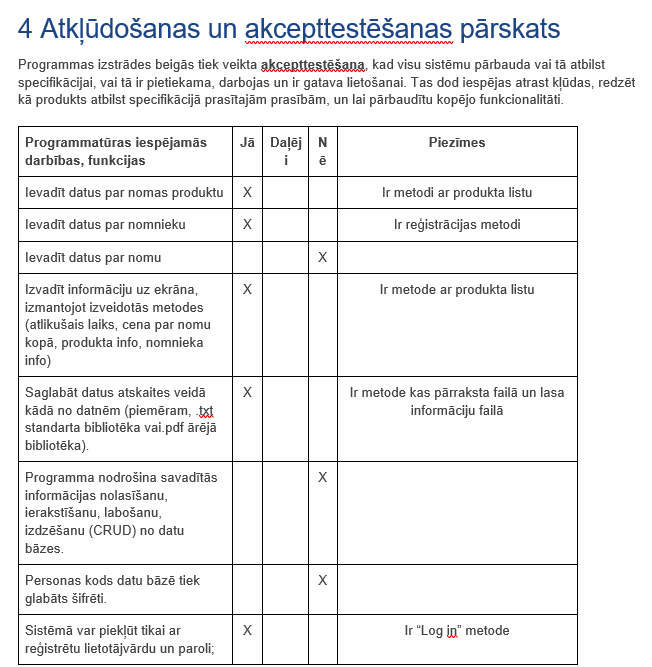 4 Atkļūdošanas un akcepttestēšanas pārskats
Programmas izstrādes beigās tiek veikta akcepttestēšana, kad visu sistēmu pārbauda vai tā atbilst
specifikācijai, vai tā ir pietiekama, darbojas un ir gatava lietošanai. Tas dod iespējas atrast kļūdas, redzēt
kā produkts atbilst specifikācijā prasītajām prasībām, un lai pārbaudītu kopējo funkcionalitāti.
Programmatūras iespējamās
darbības, funkcijas
Jā
Daļēj
i
N
ē
Piezīmes
Ievadīt datus par nomas produktu
X
Ir metodi ar produkta listu
Ievadīt datus par nomnieku
X
Ir reģistrācijas metodi
Ievadīt datus par nomu
X
Izvadīt informāciju uz ekrāna,
izmantojot izveidotās metodes
(atlikušais laiks, cena par nomu
kopā, produkta info, nomnieka
info)
X
Ir metode ar produkta listu
Saglabāt datus atskaites veidā
kādā no datnēm (piemēram, .txt
standarta bibliotēka vai.pdf ārējā
bibliotēka).
X
Ir metode kas pārraksta failā un lasa
informāciju failā
Programma nodrošina savadītās
informācijas nolasīšanu,
ierakstīšanu, labošanu,
izdzēšanu (CRUD) no datu
bāzes.
X
Personas kods datu bāzē tiek
glabāts šifrēti.
X
Sistēmā var piekļūt tikai ar
reģistrētu lietotājvārdu un paroli;
X
Ir “Log in” metode